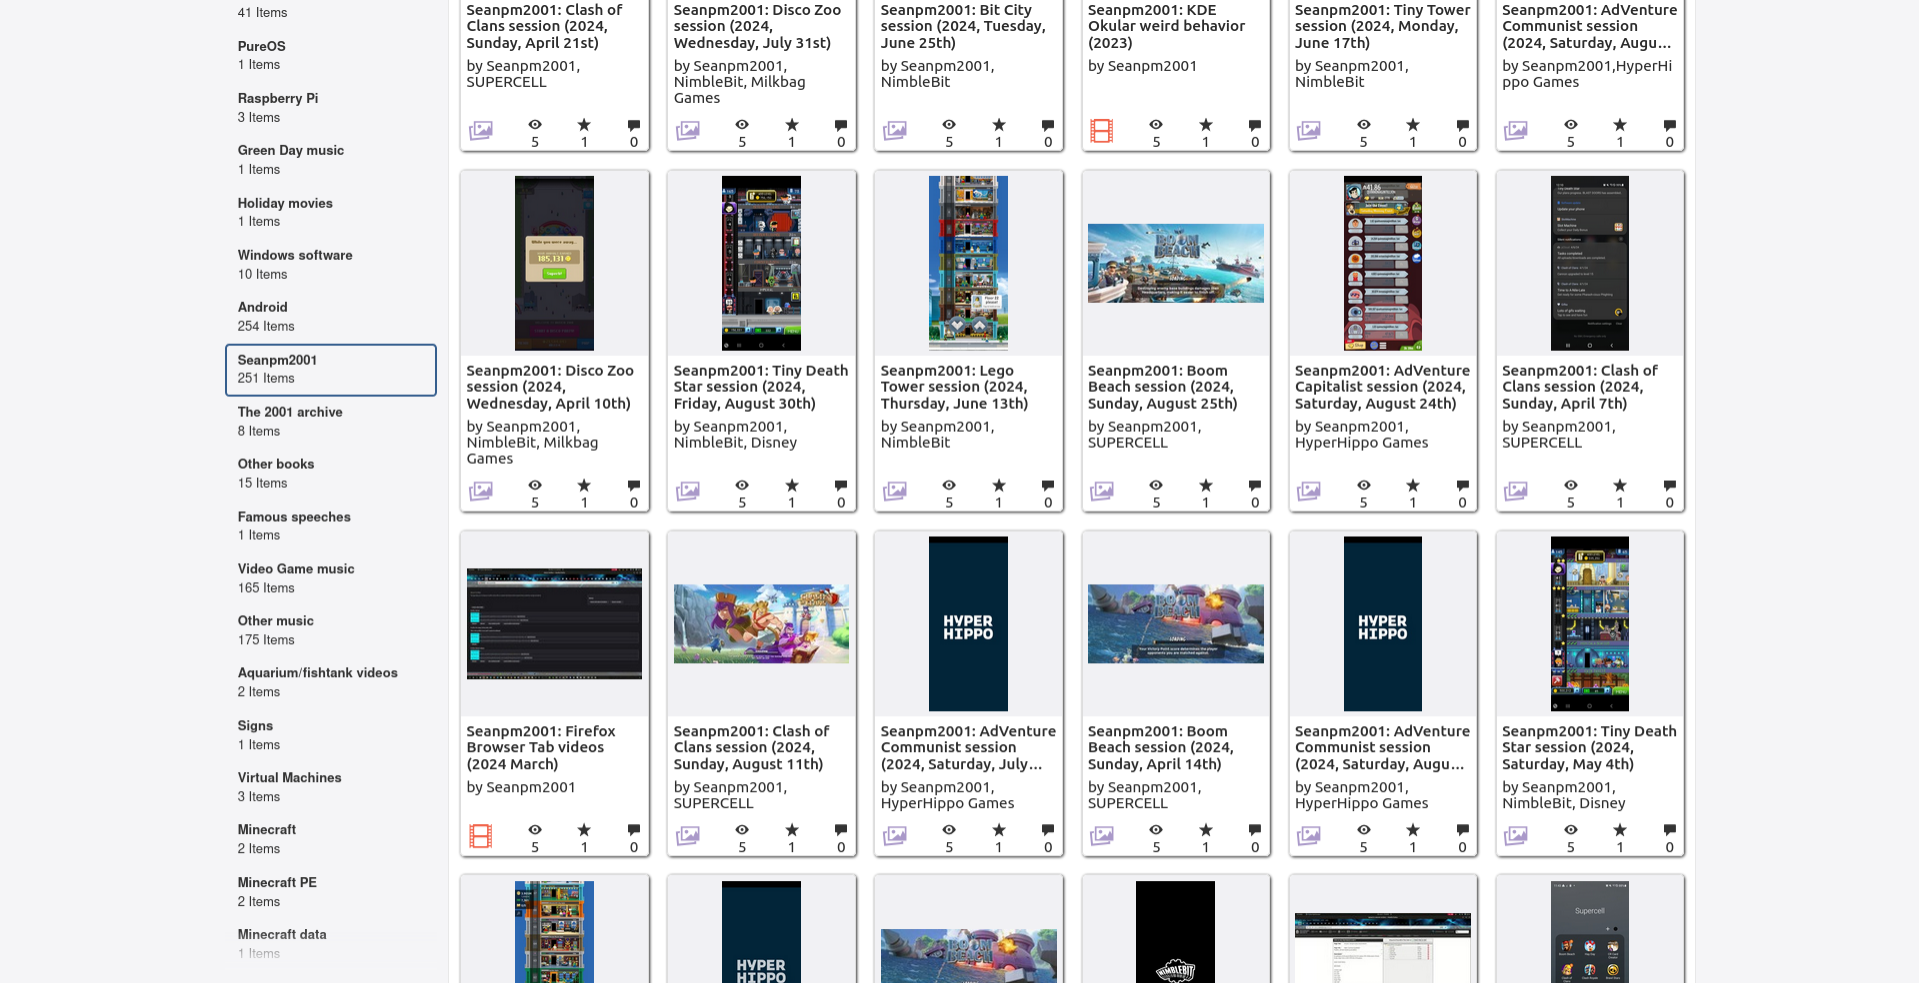 41 Items
PureOS
1 Items
Raspberry Pi
3 Items
Green Day music
1 Items
Holiday movies
1 Items
Windows software
10 Items
Android
254 Items
Seanpm2001
251 Items
The 2001 archive
8 Items
Other books
15 Items
Famous speeches
1 Items
Video Game music
165 Items
Other music
175 Items
Aquarium/fishtank videos
2 Items
Signs
1 Items
Virtual Machines
3 Items
Minecraft
2 Items
Minecraft PE
2 Items
Minecraft data
1 Items
Seanpm2001: Clash of
Clans session (2024,
Sunday, April 21st)
by Seanpm2001,
SUPERCELL
5 1 0
Seanpm2001: Disco Zoo
session (2024,
Wednesday, July 31st)
by Seanpm2001,
NimbleBit, Milkbag
Games
5 1 0
Seanpm2001: Bit City
session (2024, Tuesday,
June 25th)
by Seanpm2001,
NimbleBit
5 1 0
Seanpm2001: KDE
Okular weird behavior
(2023)
by Seanpm2001
5 1 0
Seanpm2001: Tiny Tower
session (2024, Monday,
June 17th)
by Seanpm2001,
NimbleBit
5 1 0
Seanpm2001: AdVenture
Communist session
(2024, Saturday, Augu...
by Seanpm2001,HyperHi
ppo Games
5 1 0
While you were away...
185,131
Seanpm2001: Disco Zoo
session (2024,
Wednesday, April 10th)
by Seanpm2001,
NimbleBit, Milkbag
Games
5 1 0
Seanpm2001: Tiny Death
Star session (2024,
Friday, August 30th)
by Seanpm2001,
NimbleBit, Disney
5 1 0
Seanpm2001: Lego
Tower session (2024,
Thursday, June 13th)
by Seanpm2001,
NimbleBit
5 1 0
BOOM
BEACH
Seanpm2001: Boom
Beach session (2024,
Sunday, August 25th)
by Seanpm2001,
SUPERCELL
5 1 0
Seanpm2001: AdVenture
Capitalist session (2024,
Saturday, August 24th)
by Seanpm2001,
HyperHippo Games
5 1 0
Seanpm2001: Clash of
Clans session (2024,
Sunday, April 7th)
by Seanpm2001,
SUPERCELL
5 1 0
Seanpm2001: Firefox
Browser Tab videos
(2024 March)
by Seanpm2001
5 1 0
Seanpm2001: Clash of
Clans session (2024,
Sunday, August 11th)
by Seanpm2001,
SUPERCELL
5 1 0
HYPER
HIPPO
Seanpm2001: AdVenture
Communist session
(2024, Saturday, July...
by Seanpm2001,
HyperHippo Games
5 1 0
BOOM
BEACH
Seanpm2001: Boom
Beach session (2024,
Sunday, April 14th)
by Seanpm2001,
SUPERCELL
5 1 0
HYPER
HIPPO
Seanpm2001: AdVenture
Communist session
(2024, Saturday, Augu...
by Seanpm2001,
HyperHippo Games
5 1 0
Seanpm2001: Tiny Death
Star session (2024,
Saturday, May 4th)
by Seanpm2001,
NimbleBit, Disney
5 1 0
HYPER
HIPPO
BOOM
BEACH
NIMBLEBIT
Supercell